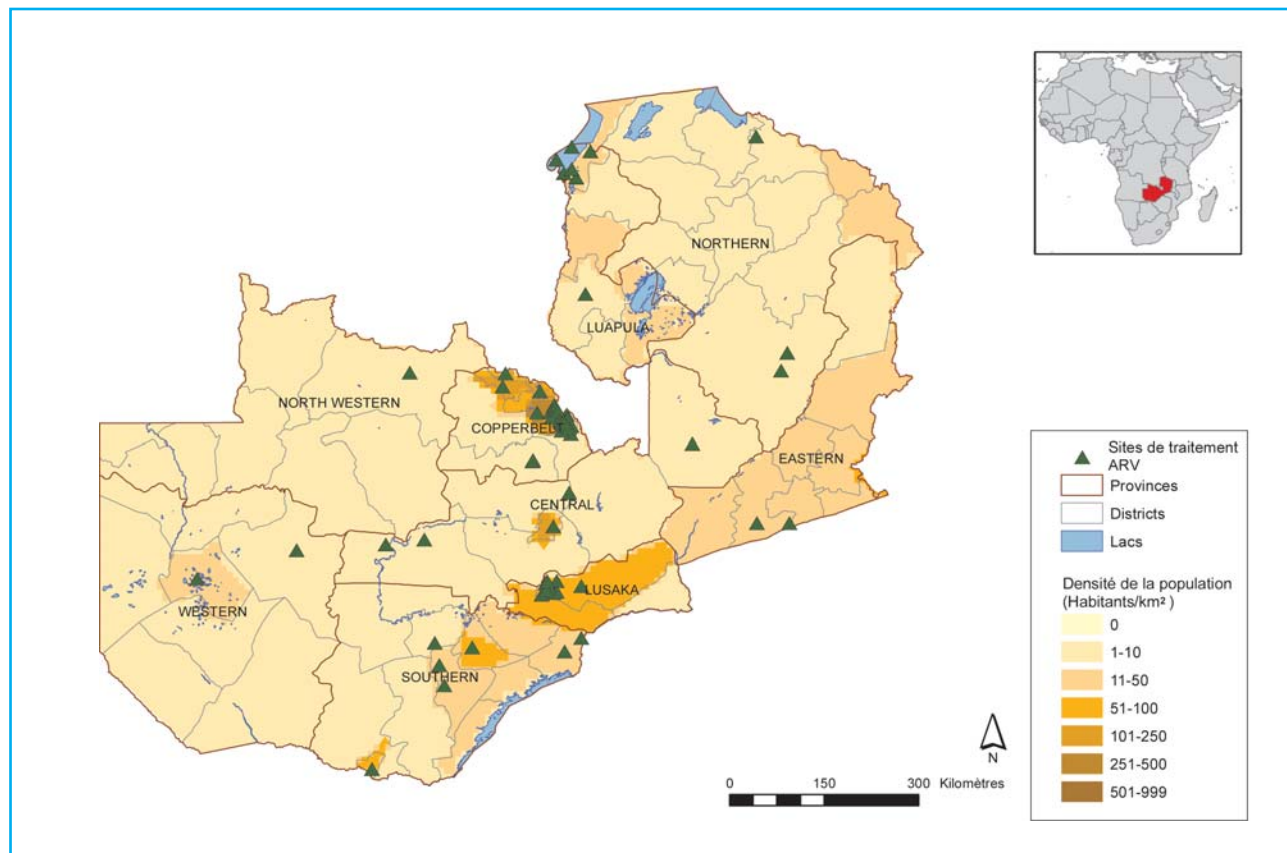 NORTHERN
LUAPULA
NORTH WESTERN
COPPERBELT
EASTERN
CENTRAL
LUSAKA
WESTERN
SOUTHERN
N
0 150 300 Kilomètres
Sites de traitement
ARV
Provinces
Districts
Lacs
Densité de la population
(Habitants/km²)
0
1-10
11-50
51-100
101-250
251-500
501-999